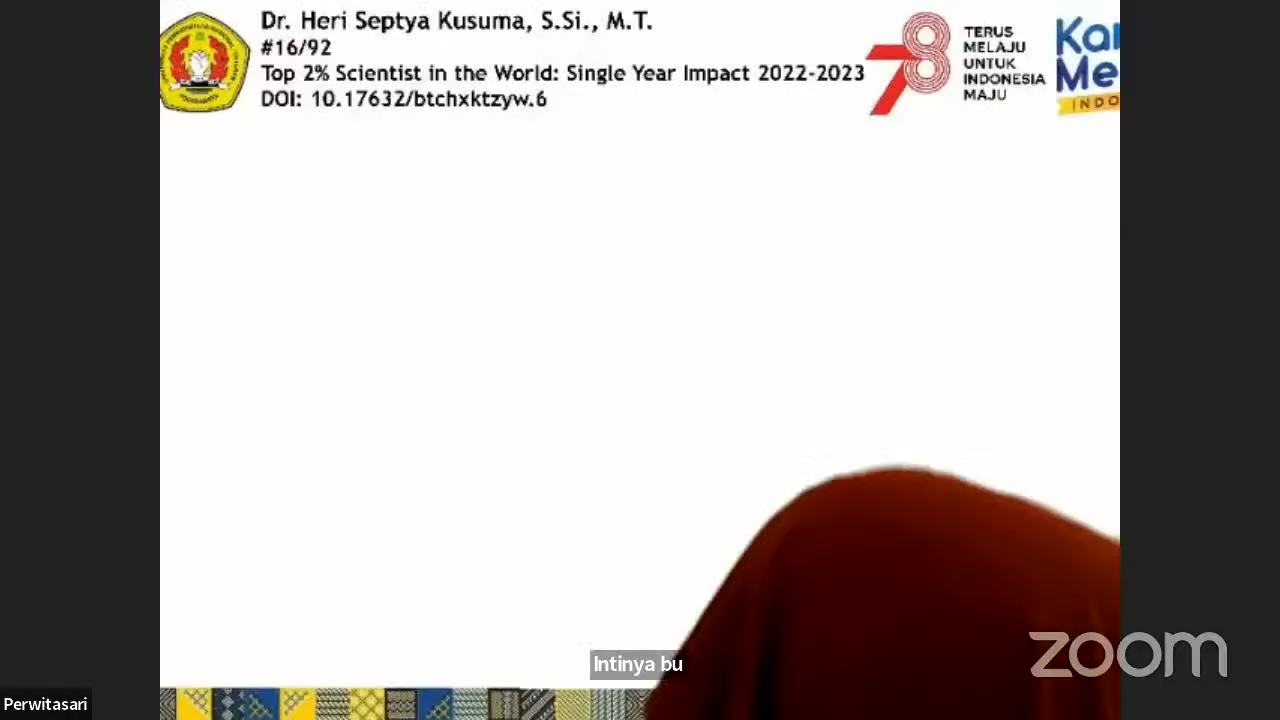 Dr. Heri Septya Kusuma, S.Si., M.T.
#16/92
Top 2% Scientist in the World: Single Year Impact 2022-2023
DOI: 10.17632/btchxktzyw.6
78
TERUS
MELAJU
UNTUK
INDONESIA
MAJU
Intinya bu
zoom
Perwitasari